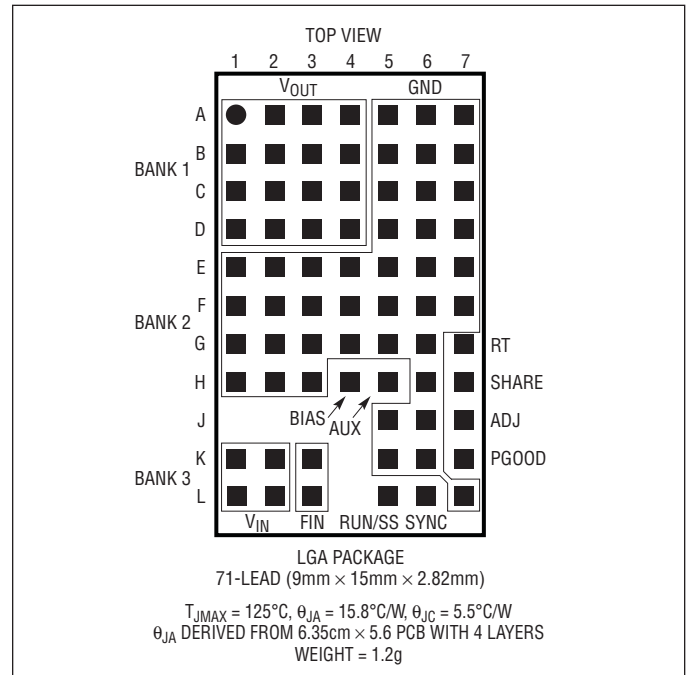 TOP VIEW
1 2 3 4 5 6 7
VOUT GND
A
B
BANK 1
C
D
E
F
BANK 2
G RT
H SHARE
BIAS AUX
J ADJ
K PGOOD
BANK 3
L
VIN FIN RUN/SS SYNC
LGA PACKAGE
71-LEAD (9mm × 15mm × 2.82mm)
TJMAX = 125°C, θJA = 15.8°C/W, θJC = 5.5°C/W
θJA DERIVED FROM 6.35cm × 5.6 PCB WITH 4 LAYERS
WEIGHT = 1.2g